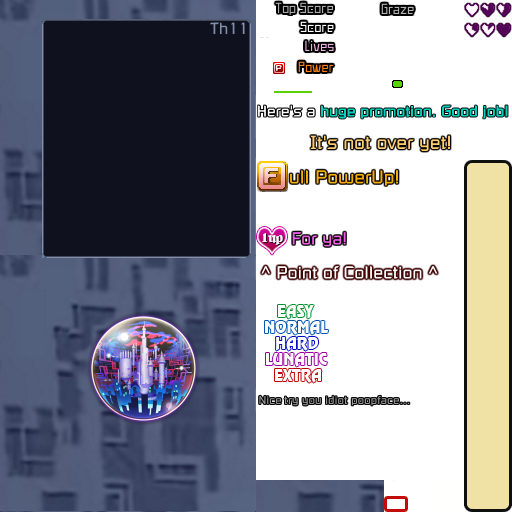 Th11
Top Score
Graze
Score
Lives
F Power
Here's a huge promotion. Good job!
It's not over yet!
Full PowerUp!
1up For ya!
^ Point of Collection ^
EASY
NORMAL
HARD
LUNATIC
EXTRA
Nice try you idiot poopface...